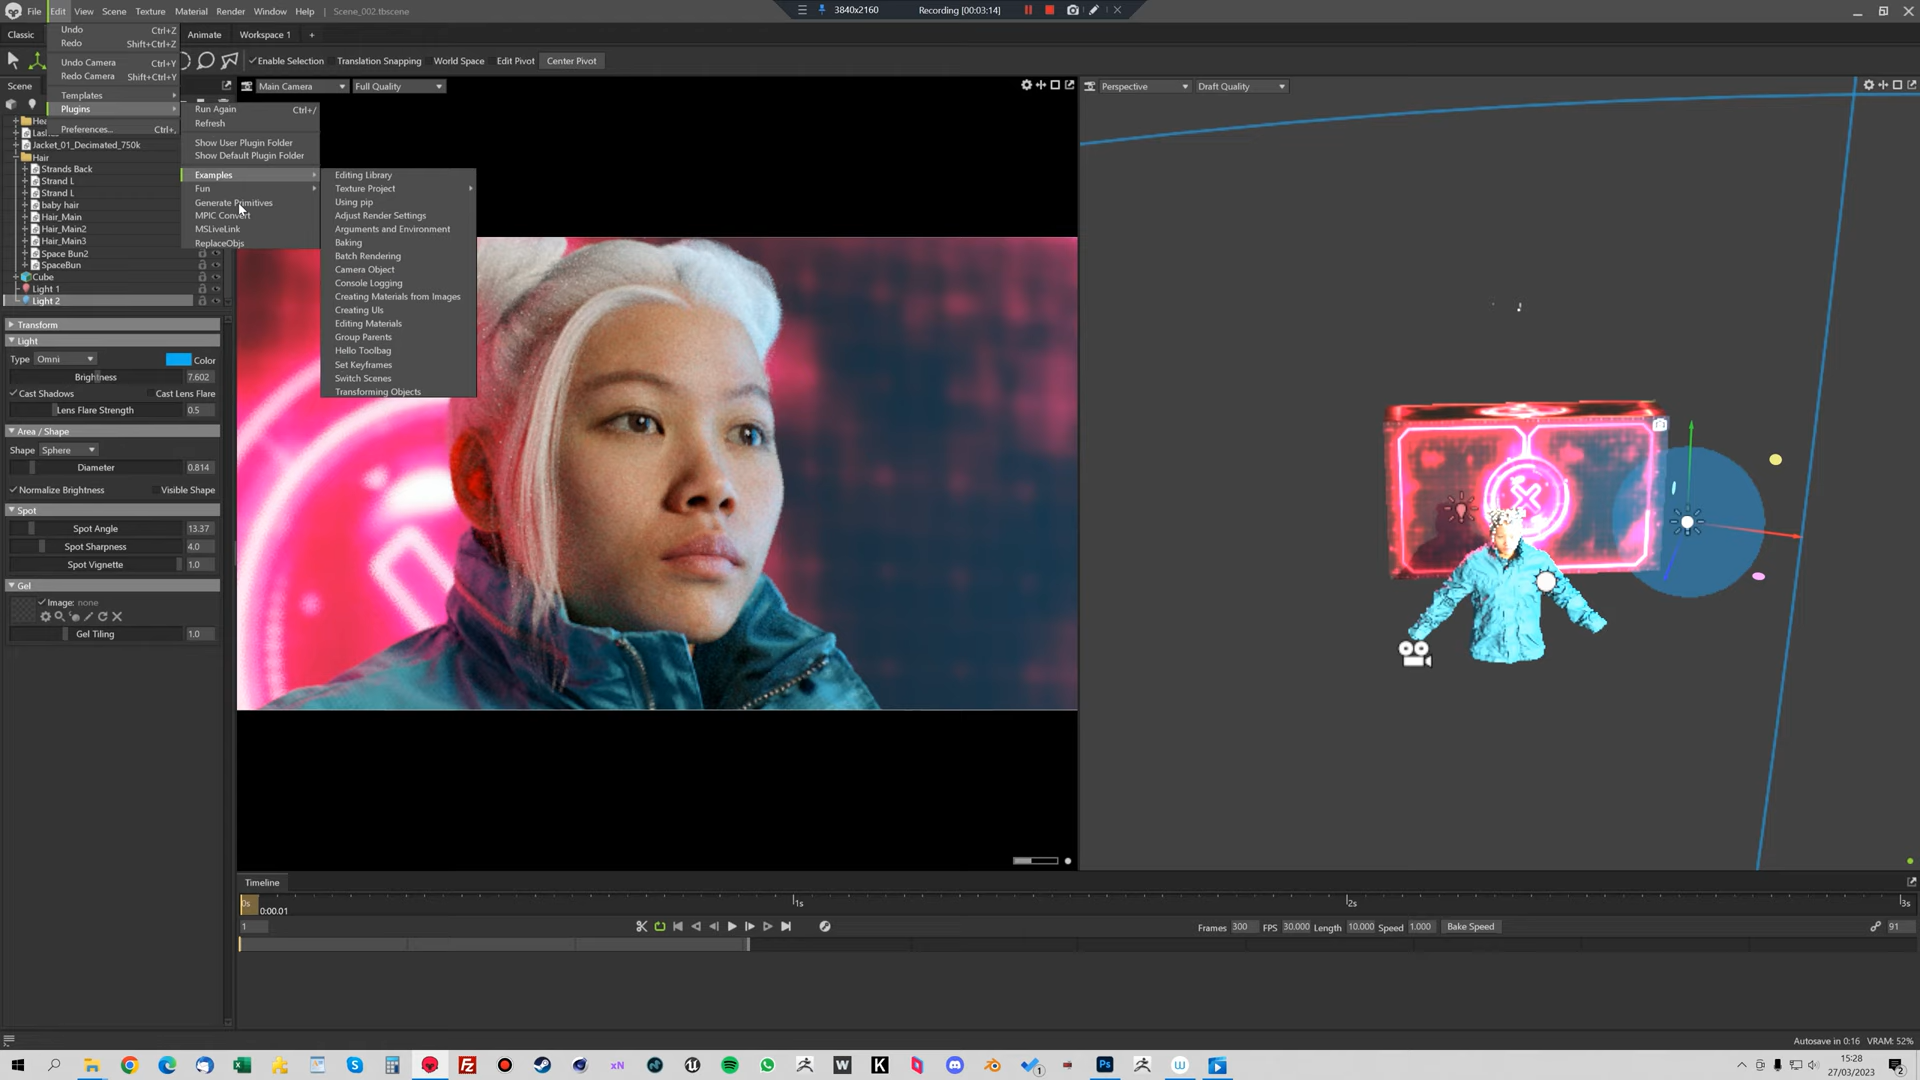 File Edit View Scene Texture Material Render Window Help Scene_002.tbscene
3840x2160 Recording [00:03:14]
Classic Animate Workspace 1 +
Undo Ctrl+Z
Redo Shift+Ctrl+Z
Undo Camera Ctrl+Y
Redo Camera Shift+Ctrl+Y
Templates
Plugins
Preferences... Ctrl+,
Enable Selection Translation Snapping World Space Edit Pivot Center Pivot
Scene
Main Camera Full Quality
Perspective Draft Quality
Run Again Ctrl+/
Refresh
Show User Plugin Folder
Show Default Plugin Folder
Examples
Fun
Generate Primitives
MPIC Convert
MSLiveLink
ReplaceObjs
Editing Library
Texture Project
Using pip
Adjust Render Settings
Arguments and Environment
Baking
Batch Rendering
Camera Object
Console Logging
Creating Materials from Images
Creating UIs
Editing Materials
Group Parents
Hello Toolbag
Set Keyframes
Switch Scenes
Transforming Objects
Jacket_01_Decimated_750k
Hair
Strands Back
Strand L
Strand L
baby hair
Hair_Main
Hair_Main2
Hair_Main3
Space Bun2
SpaceBun
Cube
Light 1
Light 2
Transform
Light
Type Omni Color
Brightness 7.602
Cast Shadows Cast Lens Flare
Lens Flare Strength 0.5
Area / Shape
Shape Sphere
Diameter 0.814
Normalize Brightness Visible Shape
Spot
Spot Angle 13.37
Spot Sharpness 4.0
Spot Vignette 1.0
Gel
Image: none
Gel Tiling 1.0
Timeline
0s 0:00.01 1s 2s 3s
1
Frames 300 FPS 30.000 Length 10.000 Speed 1.000 Bake Speed 91
Autosave in 0:16 VRAM: 52%
15:28
27/03/2023